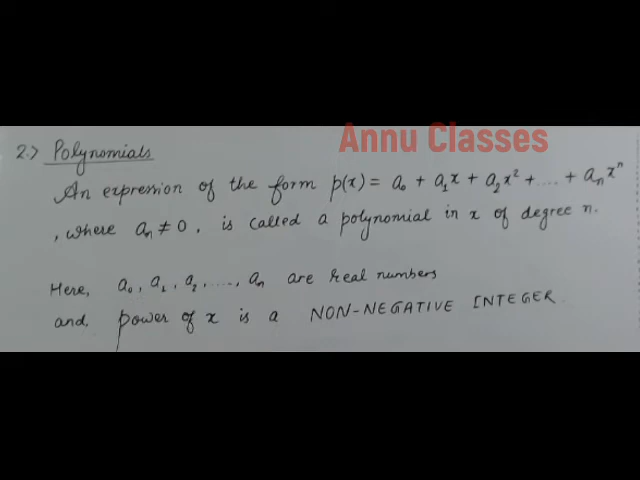 Annu Classes
2.> Polynomials
An expression of the form p(x) = a₀ + a₁x + a₂x² + .... + aₙxⁿ
, where aₙ ≠ 0, is called a polynomial in x of degree n.
Here, a₀, a₁, a₂, ....., aₙ are real numbers
and power of x is a NON-NEGATIVE INTEGER.